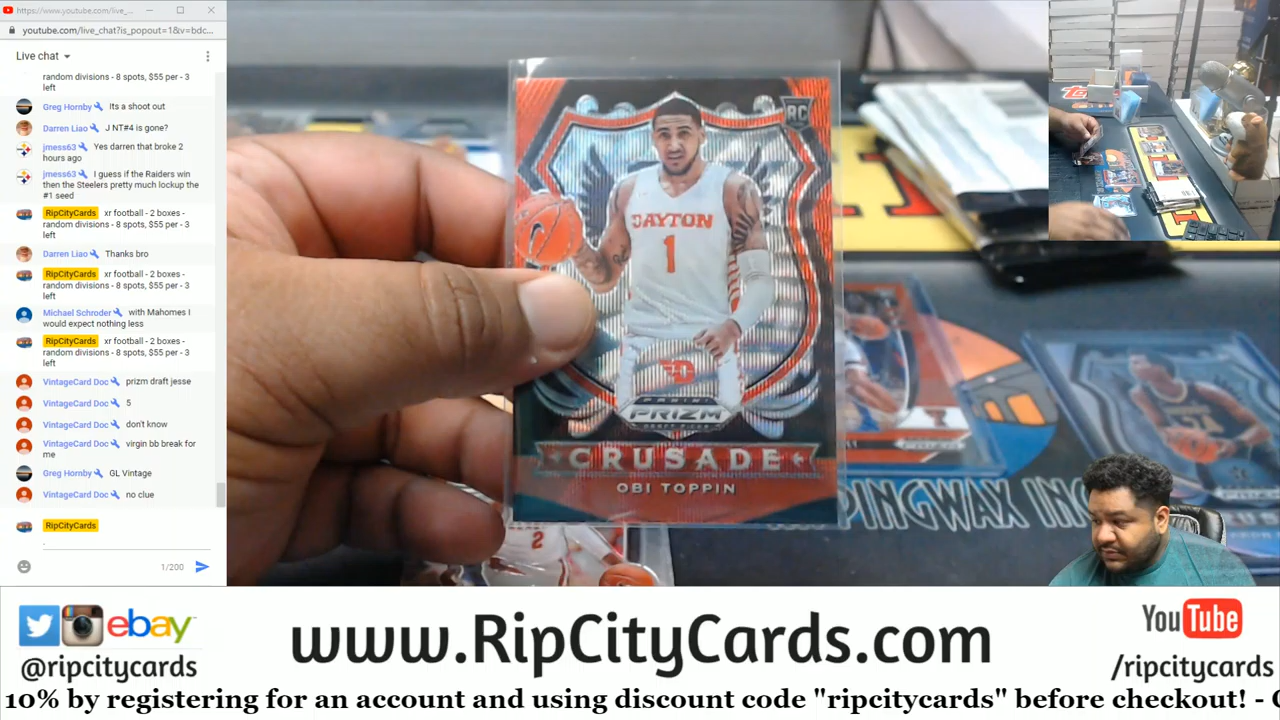 https://www.youtube.com/live_...
youtube.com/live_chat?is_popout=1&v=bdc...
Live chat
random divisions - 8 spots, $55 per - 3
left
Greg Hornby Its a shoot out
Darren Liao J NT#4 is gone?
jmess63 Yes darren that broke 2
hours ago
jmess63 I guess if the Raiders win
then the Steelers pretty much lockup the
#1 seed
RipCityCards xr football - 2 boxes -
random divisions - 8 spots, $55 per - 3
left
Darren Liao Thanks bro
RipCityCards xr football - 2 boxes -
random divisions - 8 spots, $55 per - 3
left
Michael Schroder with Mahomes I
would expect nothing less
RipCityCards xr football - 2 boxes -
random divisions - 8 spots, $55 per - 3
left
VintageCard Doc prizm draft jesse
VintageCard Doc 5
VintageCard Doc don't know
VintageCard Doc virgin bb break for
me
Greg Hornby GL Vintage
VintageCard Doc no clue
RipCityCards
.
1/200
RC
DAYTON
1
PANINI
PRIZM
DRAFT PICKS
CRUSADE
OBI TOPPIN
2
PINGWAX INC
Topps
ebay
@ripcitycards
www.RipCityCards.com
YouTube
/ripcitycards
10% by registering for an account and using discount code "ripcitycards" before checkout! -